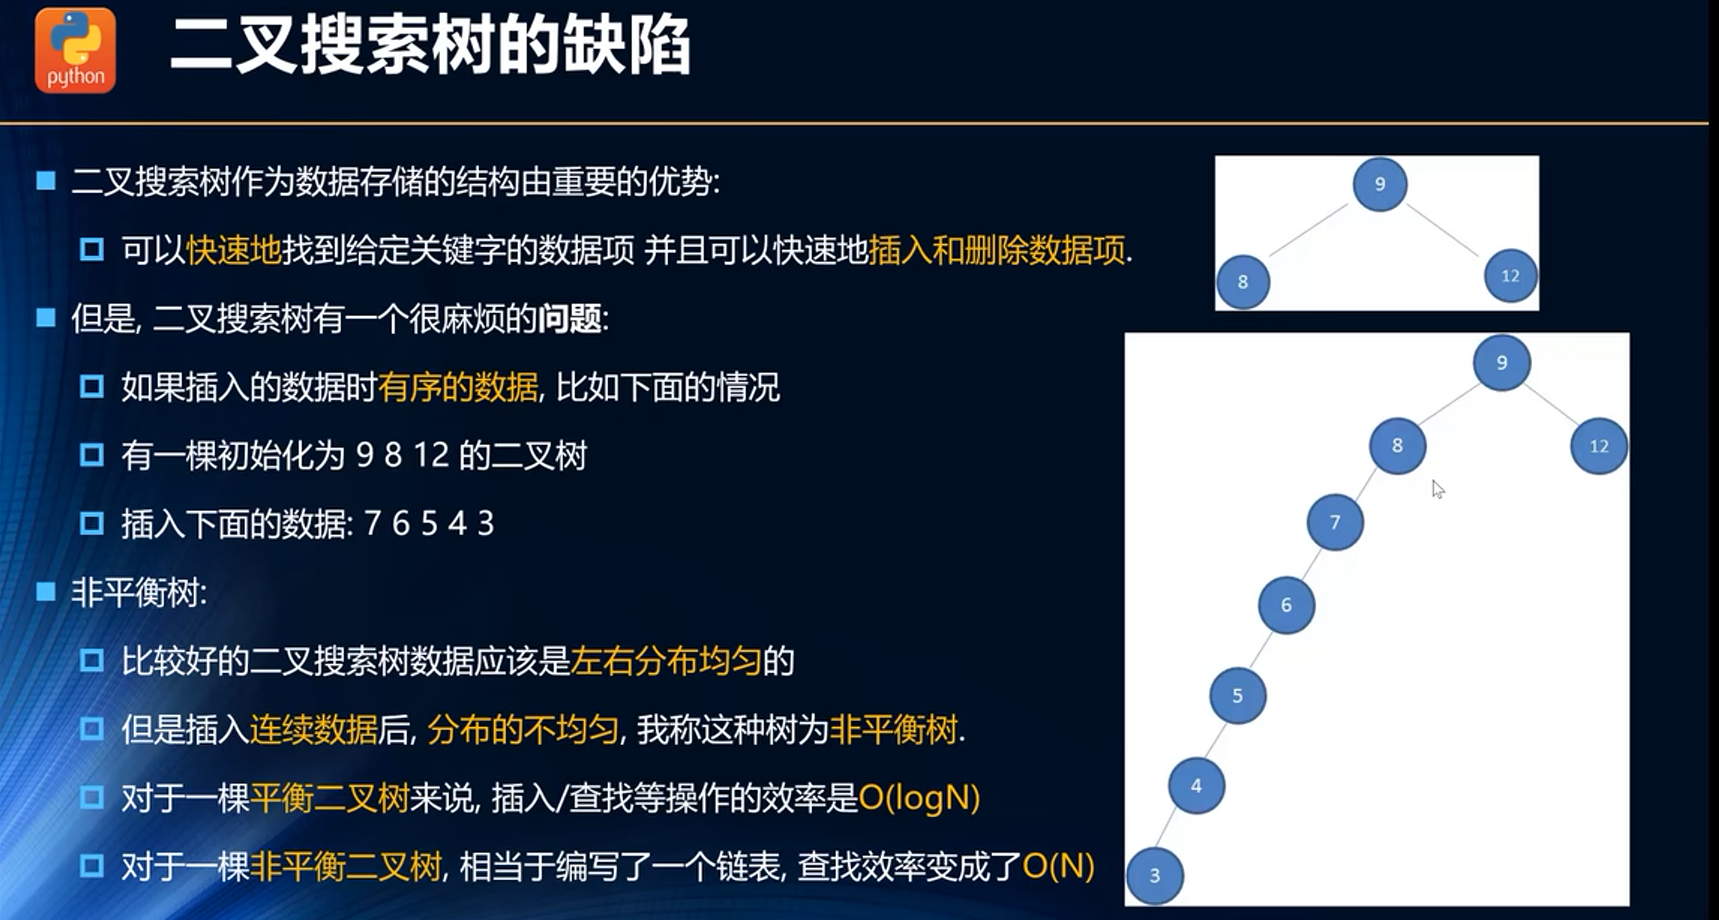 python
二叉搜索树的缺陷
二叉搜索树作为数据存储的结构由重要的优势:
可以快速地找到给定关键字的数据项 并且可以快速地插入和删除数据项.
但是, 二叉搜索树有一个很麻烦的问题:
如果插入的数据时有序的数据, 比如下面的情况
有一棵初始化为 9 8 12 的二叉树
插入下面的数据: 7 6 5 4 3
非平衡树:
比较好的二叉搜索树数据应该是左右分布均匀的
但是插入连续数据后, 分布的不均匀, 我称这种树为非平衡树.
对于一棵平衡二叉树来说, 插入/查找等操作的效率是O(logN)
对于一棵非平衡二叉树, 相当于编写了一个链表, 查找效率变成了O(N)
9
8
12
9
8
12
7
6
5
4
3